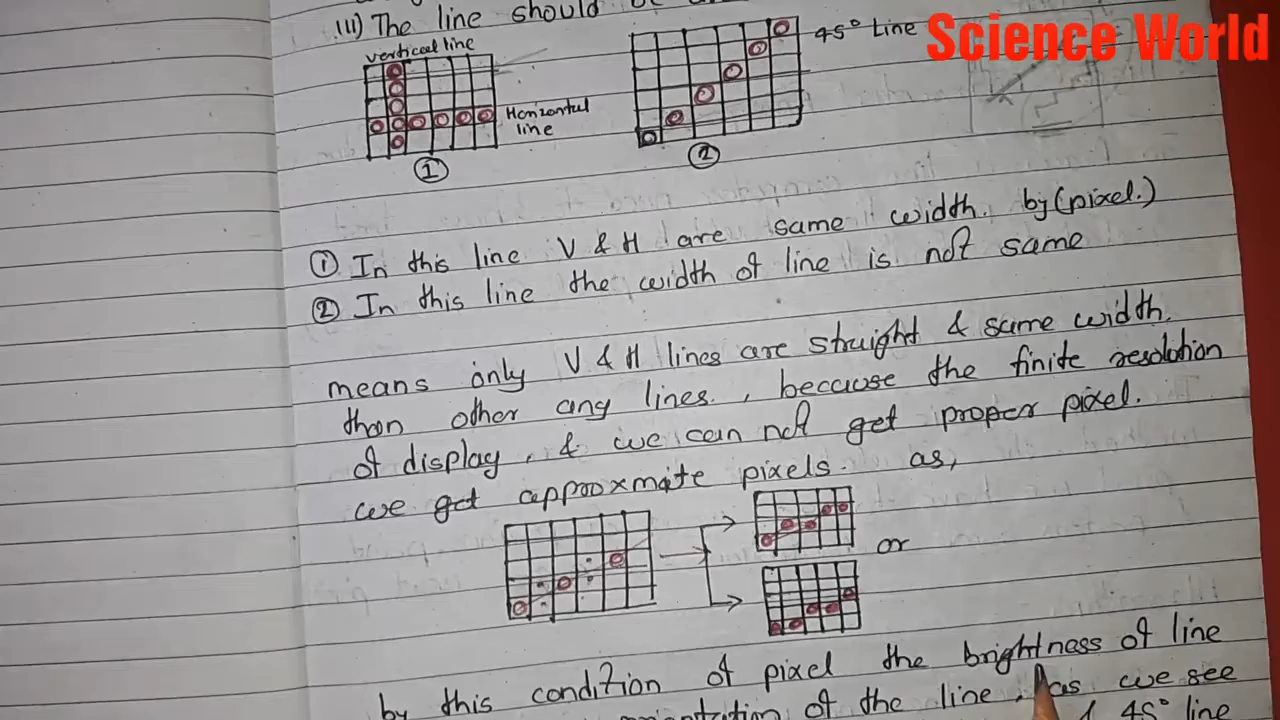 III) The line should be
Science World
vertical line
45° Line
Horizontal
line
1
2
① In this line V & H are same width. by (pixel.)
② In this line the width of line is not same
means only V & H lines are straight & same width.
than other any lines., because the finite resolution
of display, & we can not get proper pixel.
we get approxmate pixels. as,
or
by this condition of pixel the brightness of line
of the line, as we see
45° line